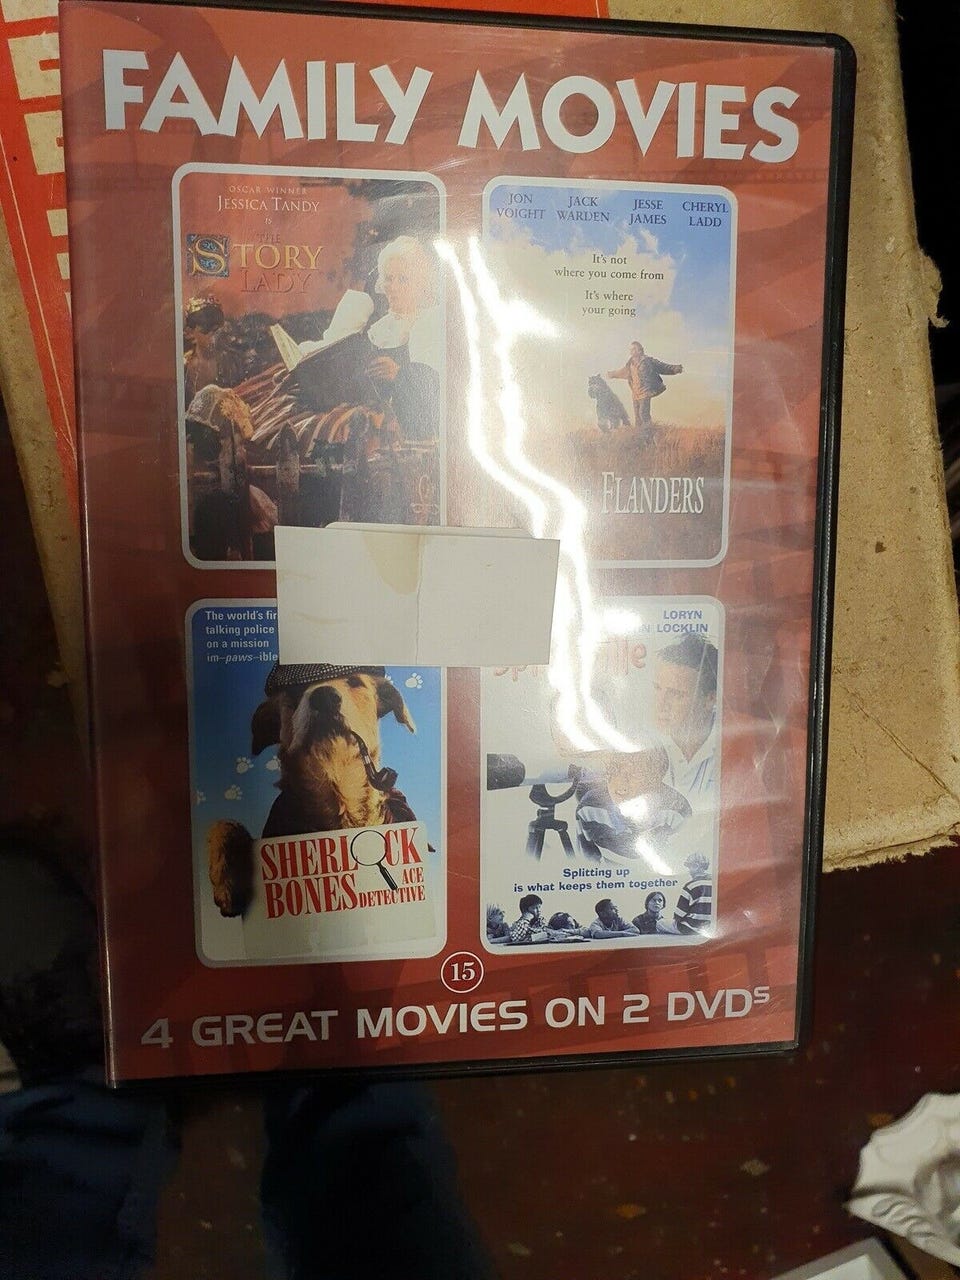 FAMILY MOVIES
OSCAR WINNER
JESSICA TANDY
is
THE
STORY
LADY
JON VOIGHT
JACK WARDEN
JESSE JAMES
CHERYL LADD
It's not
where you come from
It's where
your going
FLANDERS
The world's fir
talking police
on a mission
im-paws-ible
SHERLOCK
BONES ACE
DETECTIVE
LORYN
LOCKLIN
Splitting up
is what keeps them together
15
4 GREAT MOVIES ON 2 DVDs